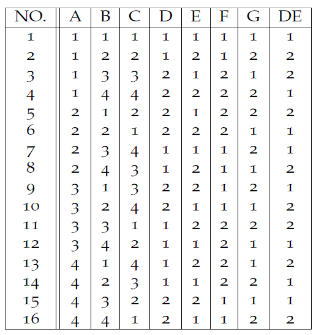 NO. A B C D E F G DE
1 1 1 1 1 1 1 1 1
2 1 2 2 1 2 1 2 2
3 1 3 3 2 1 2 1 2
4 1 4 4 2 2 2 2 1
5 2 1 2 2 1 2 2 2
6 2 2 1 2 2 2 1 1
7 2 3 4 1 1 1 2 1
8 2 4 3 1 2 1 1 2
9 3 1 3 2 2 1 2 1
10 3 2 4 2 1 1 1 2
11 3 3 1 1 2 2 2 2
12 3 4 2 1 1 2 1 1
13 4 1 4 1 2 2 1 2
14 4 2 3 1 1 2 2 1
15 4 3 2 2 2 1 1 1
16 4 4 1 2 1 1 2 2